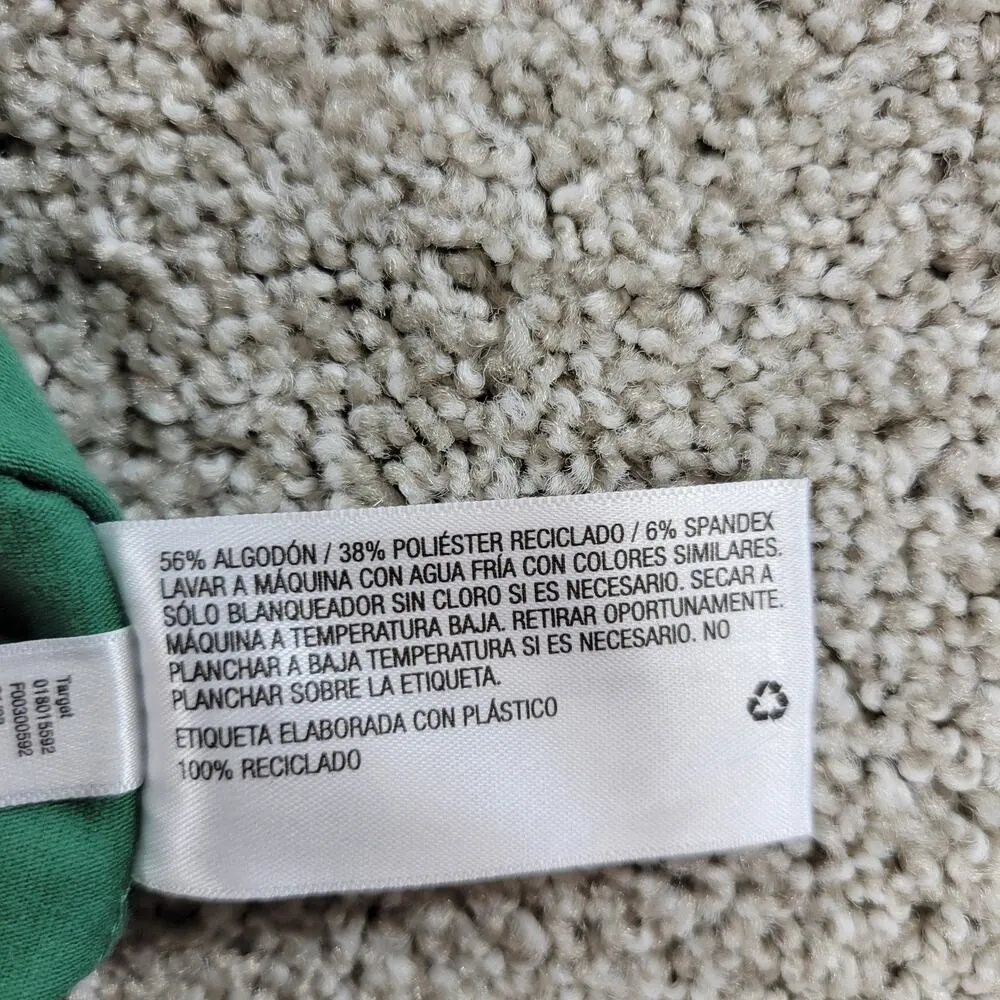 56% ALGODÓN / 38% POLIÉSTER RECICLADO / 6% SPANDEX
LAVAR A MÁQUINA CON AGUA FRÍA CON COLORES SIMILARES.
SÓLO BLANQUEADOR SIN CLORO SI ES NECESARIO. SECAR A
MÁQUINA A TEMPERATURA BAJA. RETIRAR OPORTUNAMENTE.
PLANCHAR A BAJA TEMPERATURA SI ES NECESARIO. NO
PLANCHAR SOBRE LA ETIQUETA.
ETIQUETA ELABORADA CON PLÁSTICO
100% RECICLADO
Target
018015592
F00300592